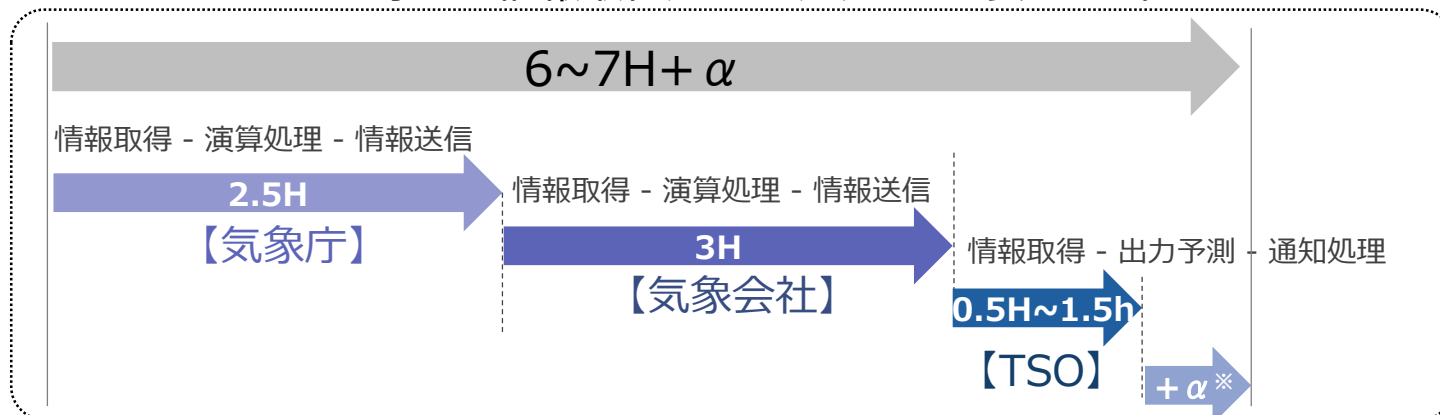 6~7H+α
情報取得 - 演算処理 - 情報送信
2.5H
【気象庁】
情報取得 - 演算処理 - 情報送信
3H
【気象会社】
情報取得 - 出力予測 - 通知処理
0.5H~1.5h
【TSO】
+α※